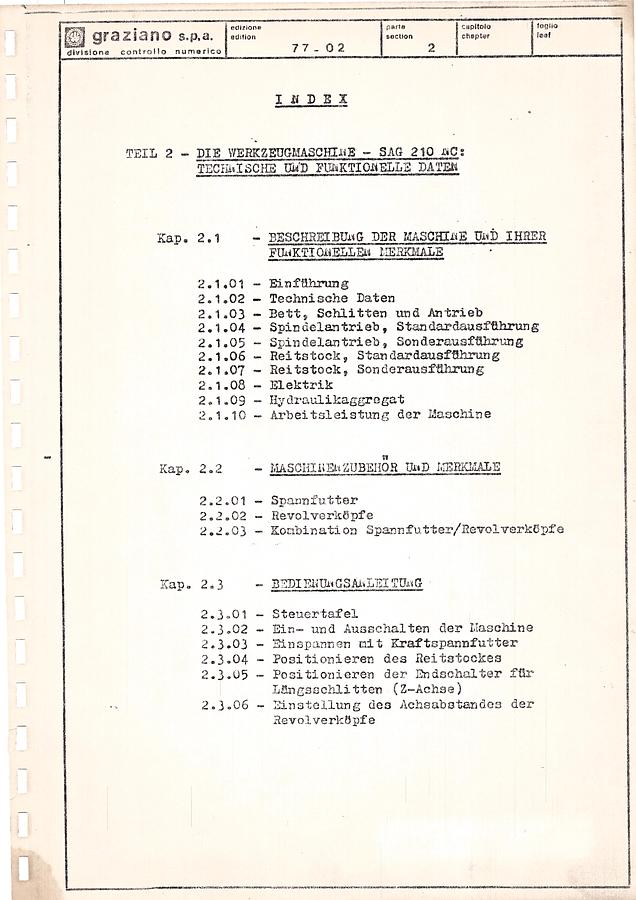 graziano s.p.a.
divisione controllo numerico
edizione
edition
77-02
parte
section
2
capitolo
chapter
foglio
leaf
INDEX
TEIL 2 - DIE WERKZEUGMASCHINE - SAG 210 NC:
TECHNISCHE UND FUNKTIONELLE DATEN
Kap. 2.1 - BESCHREIBUNG DER MASCHINE UND IHRER
FUNKTIONELLEN MERKMALE
2.1.01 - Einführung
2.1.02 - Technische Daten
2.1.03 - Bett, Schlitten und Antrieb
2.1.04 - Spindelantrieb, Standardausführung
2.1.05 - Spindelantrieb, Sonderausführung
2.1.06 - Reitstock, Standardausführung
2.1.07 - Reitstock, Sonderausführung
2.1.08 - Elektrik
2.1.09 - Hydraulikaggregat
2.1.10 - Arbeitsleistung der Maschine
Kap. 2.2 - MASCHINENZUBEHÖR UND MERKMALE
2.2.01 - Spannfutter
2.2.02 - Revolverköpfe
2.2.03 - Kombination Spannfutter/Revolverköpfe
Kap. 2.3 - BEDIENUNGSANLEITUNG
2.3.01 - Steuertafel
2.3.02 - Ein- und Ausschalten der Maschine
2.3.03 - Einspannen mit Kraftspannfutter
2.3.04 - Positionieren des Reitstockes
2.3.05 - Positionieren der Endschalter für
Längsschlitten (Z-Achse)
2.3.06 - Einstellung des Achsabstandes der
Revolverköpfe